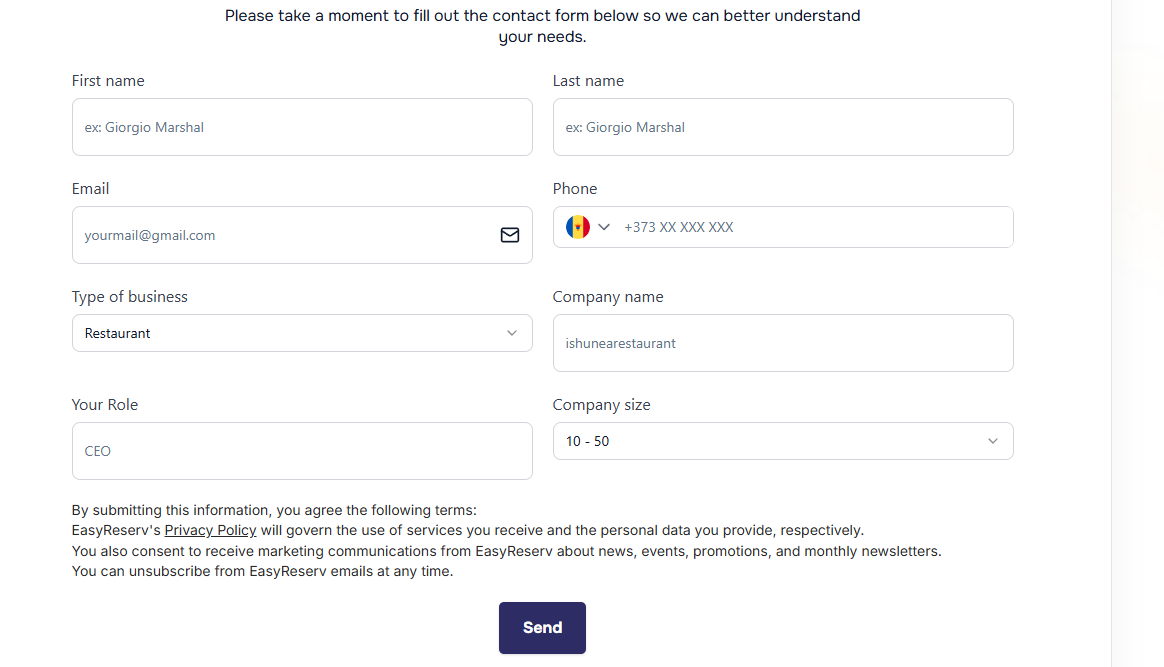 Please take a moment to fill out the contact form below so we can better understand
your needs.
First name
Last name
ex: Giorgio Marshal
ex: Giorgio Marshal
Email
Phone
yourmail@gmail.com
+373 XX XXX XXX
Type of business
Company name
Restaurant
ishunearestaurant
Your Role
Company size
CEO
10 - 50
By submitting this information, you agree the following terms:
EasyReserv's Privacy Policy will govern the use of services you receive and the personal data you provide, respectively.
You also consent to receive marketing communications from EasyReserv about news, events, promotions, and monthly newsletters.
You can unsubscribe from EasyReserv emails at any time.
Send